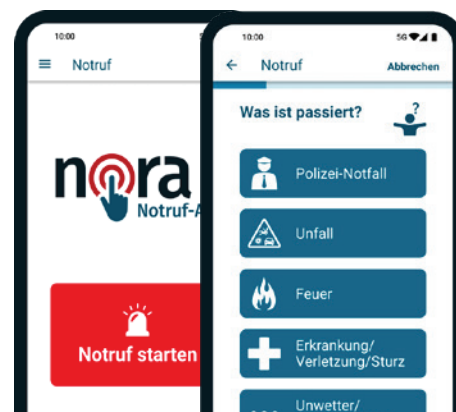 10:00
Notruf
nora
Notruf-A
Notruf starten
10:00
5G
Notruf
Abbrechen
Was ist passiert?
?
Polizei-Notfall
Unfall
Feuer
Erkrankung/
Verletzung/Sturz
Unwetter/